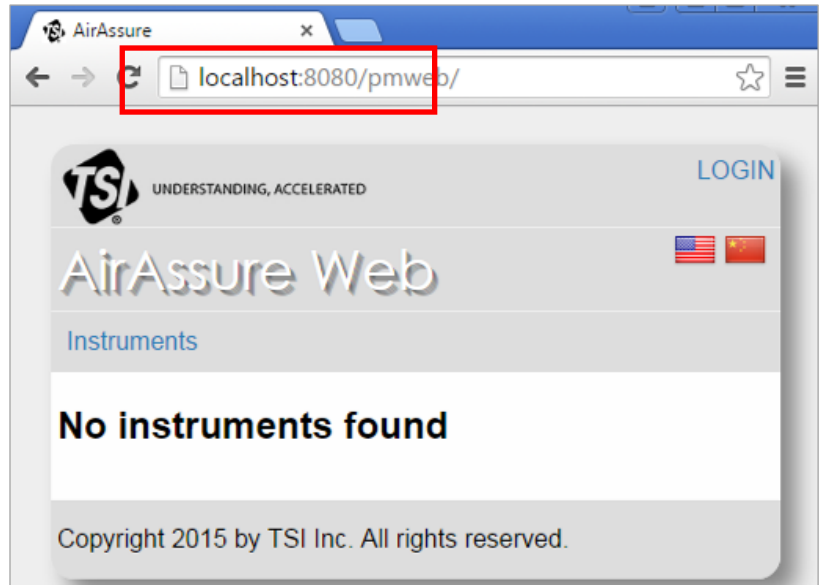 AirAssure
localhost:8080/pmweb/
TSI
UNDERSTANDING, ACCELERATED
LOGIN
AirAssure Web
Instruments
No instruments found
Copyright 2015 by TSI Inc. All rights reserved.